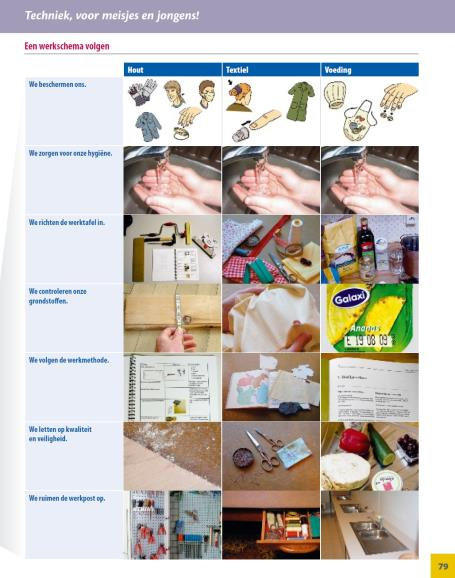 Techniek, voor meisjes en jongens!
Een werkschema volgen
Hout Textiel Voeding
We beschermen ons.
We zorgen voor onze hygiëne.
We richten de werktafel in.
We controleren onze
grondstoffen.
Galaxi
Ananas
E 19 08 09
We volgen de werkmethode.
We letten op kwaliteit
en veiligheid.
We ruimen de werkpost op.
79